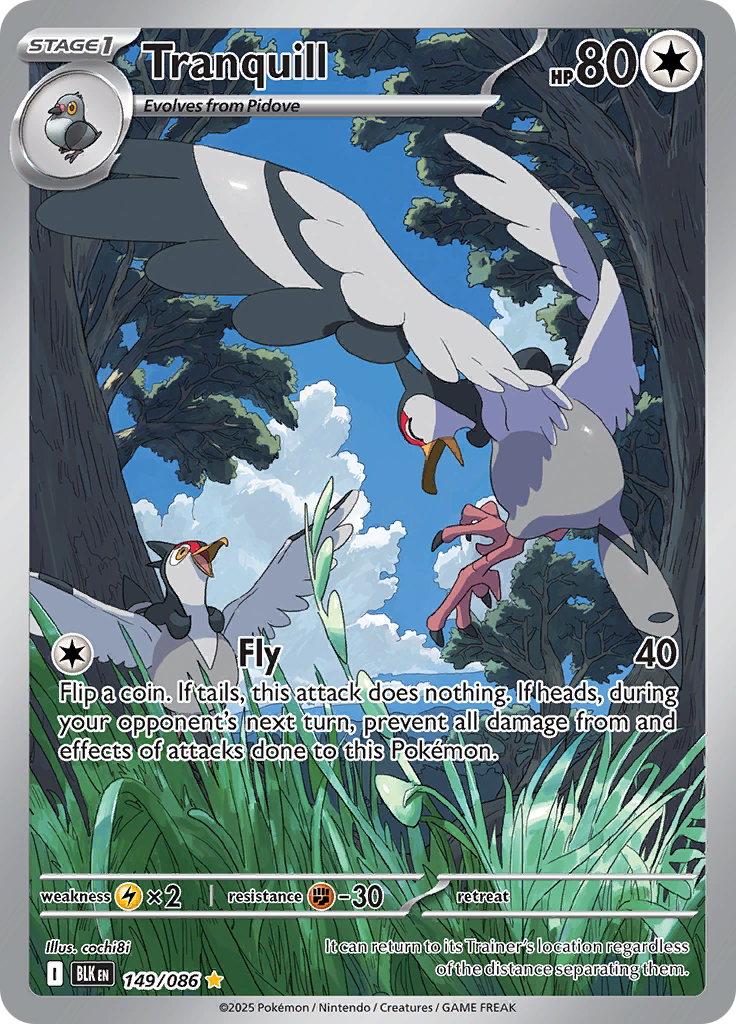 STAGE1
Tranquill
HP 80
Evolves from Pidove
Fly 40
Flip a coin. If tails, this attack does nothing. If heads, during
your opponent's next turn, prevent all damage from and
effects of attacks done to this Pokémon.
weakness ×2 resistance -30 retreat
Illus. cochi8i
It can return to its Trainer's location regardless
of the distance separating them.
I BLK EN 149/086
©2025 Pokémon / Nintendo / Creatures / GAME FREAK